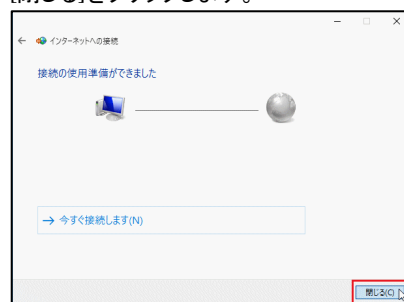 [閉じる]をクリックします。
インターネットへの接続
接続の使用準備ができました
→ 今すぐ接続します(N)
閉じる(C)